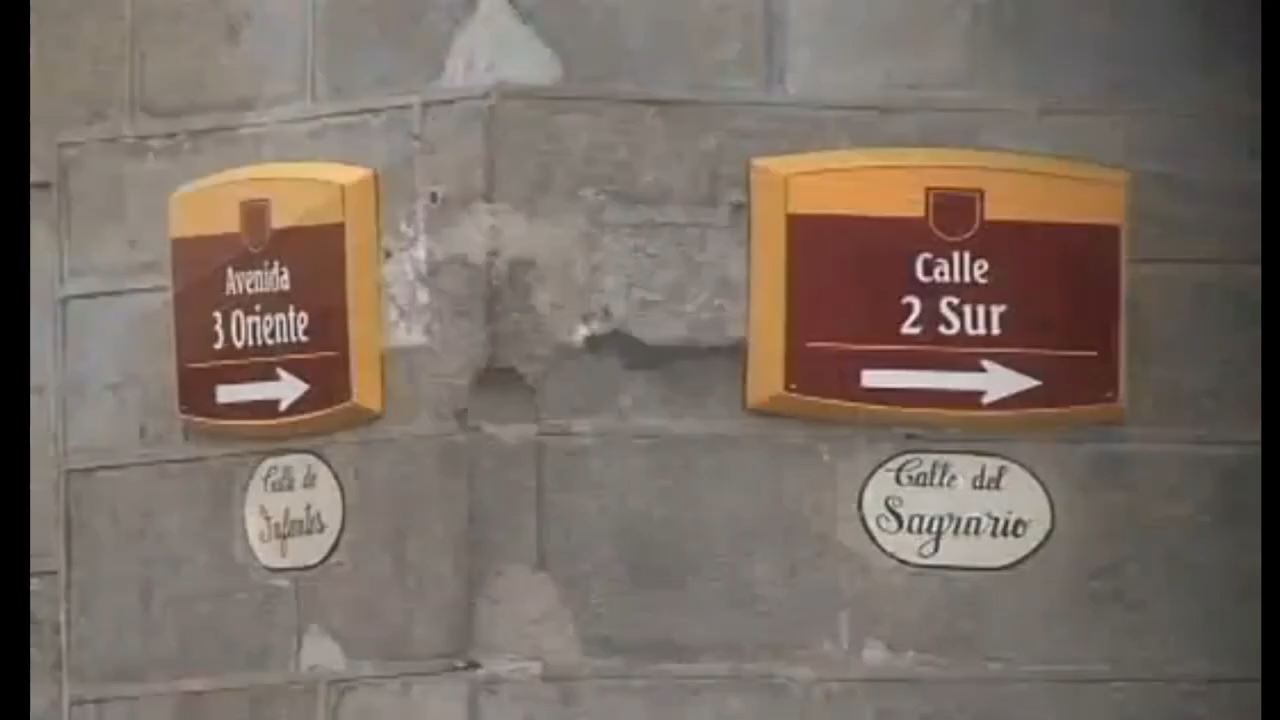 Avenida
3 Oriente
Calle de
Infantes
Calle
2 Sur
Calle del
Sagrario